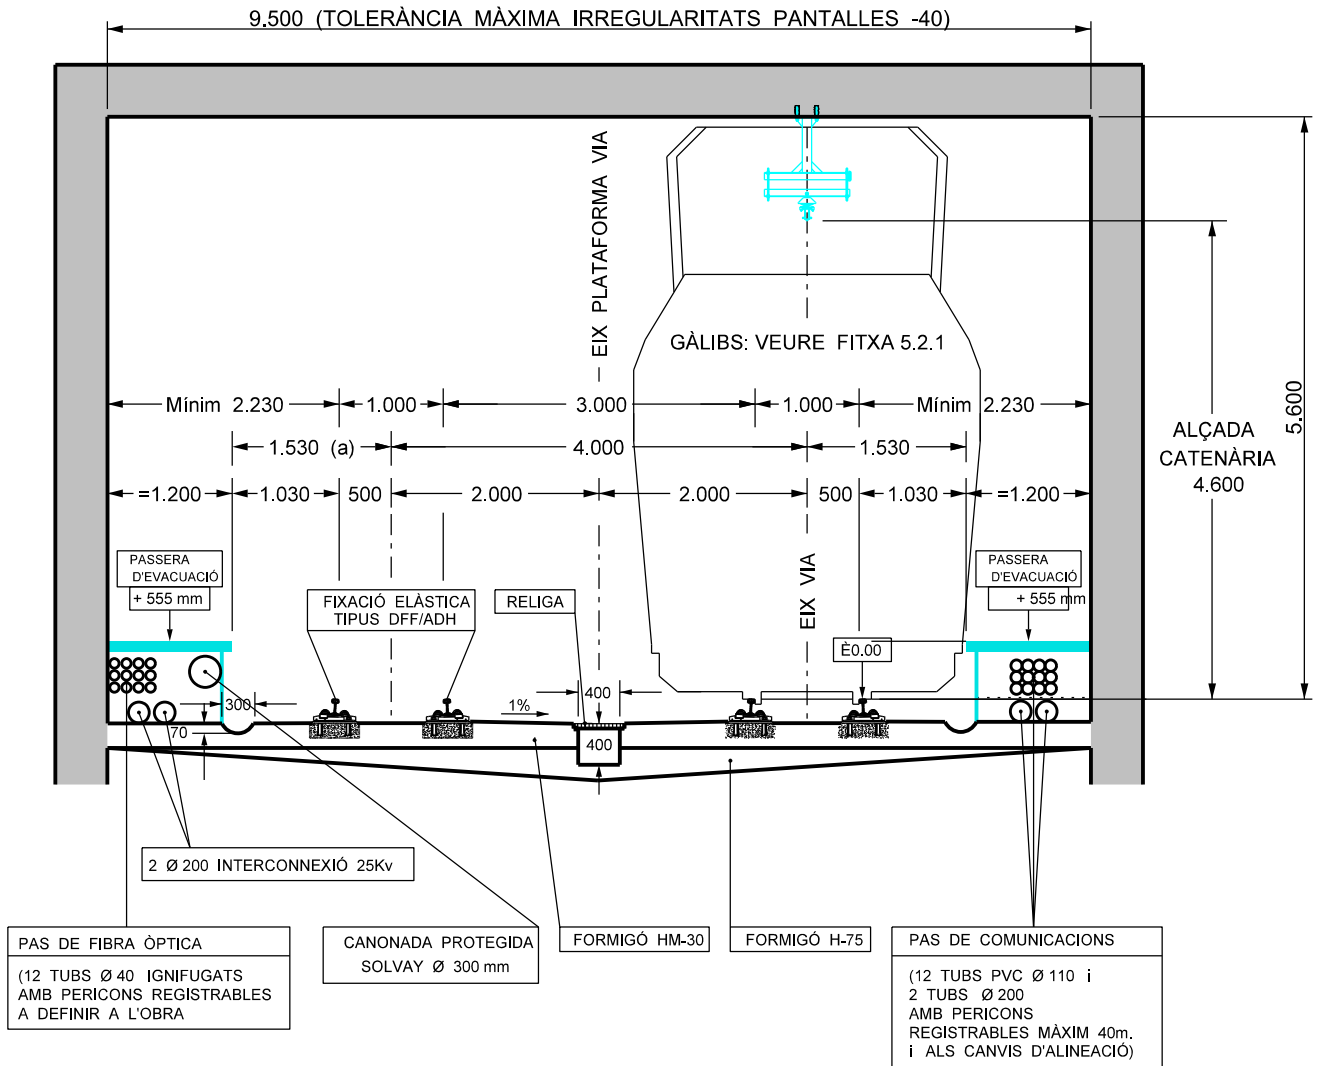 9.500 (TOLERÀNCIA MÀXIMA IRREGULARITATS PANTALLES -40)
EIX PLATAFORMA VIA
GÀLIBS: VEURE FITXA 5.2.1
5.600
ALÇADA
CATENÀRIA
4.600
Mínim 2.230
1.000
3.000
1.000
Mínim 2.230
1.530 (a)
4.000
1.530
=1.200
1.030
500
2.000
2.000
500
1.030
=1.200
EIX VIA
PASSERA
D'EVACUACIÓ
+ 555 mm
FIXACIÓ ELÀSTICA
TIPUS DFF/ADH
RELIGA
È0.00
PASSERA
D'EVACUACIÓ
+ 555 mm
300
70
1%
400
400
2 Ø 200 INTERCONNEXIÓ 25Kv
PAS DE FIBRA ÒPTICA
(12 TUBS Ø 40 IGNIFUGATS
AMB PERICONS REGISTRABLES
A DEFINIR A L'OBRA
CANONADA PROTEGIDA
SOLVAY Ø 300 mm
FORMIGÓ HM-30
FORMIGÓ H-75
PAS DE COMUNICACIONS
(12 TUBS PVC Ø 110 i
2 TUBS Ø 200
AMB PERICONS
REGISTRABLES MÀXIM 40m.
i ALS CANVIS D'ALINEACIÓ)